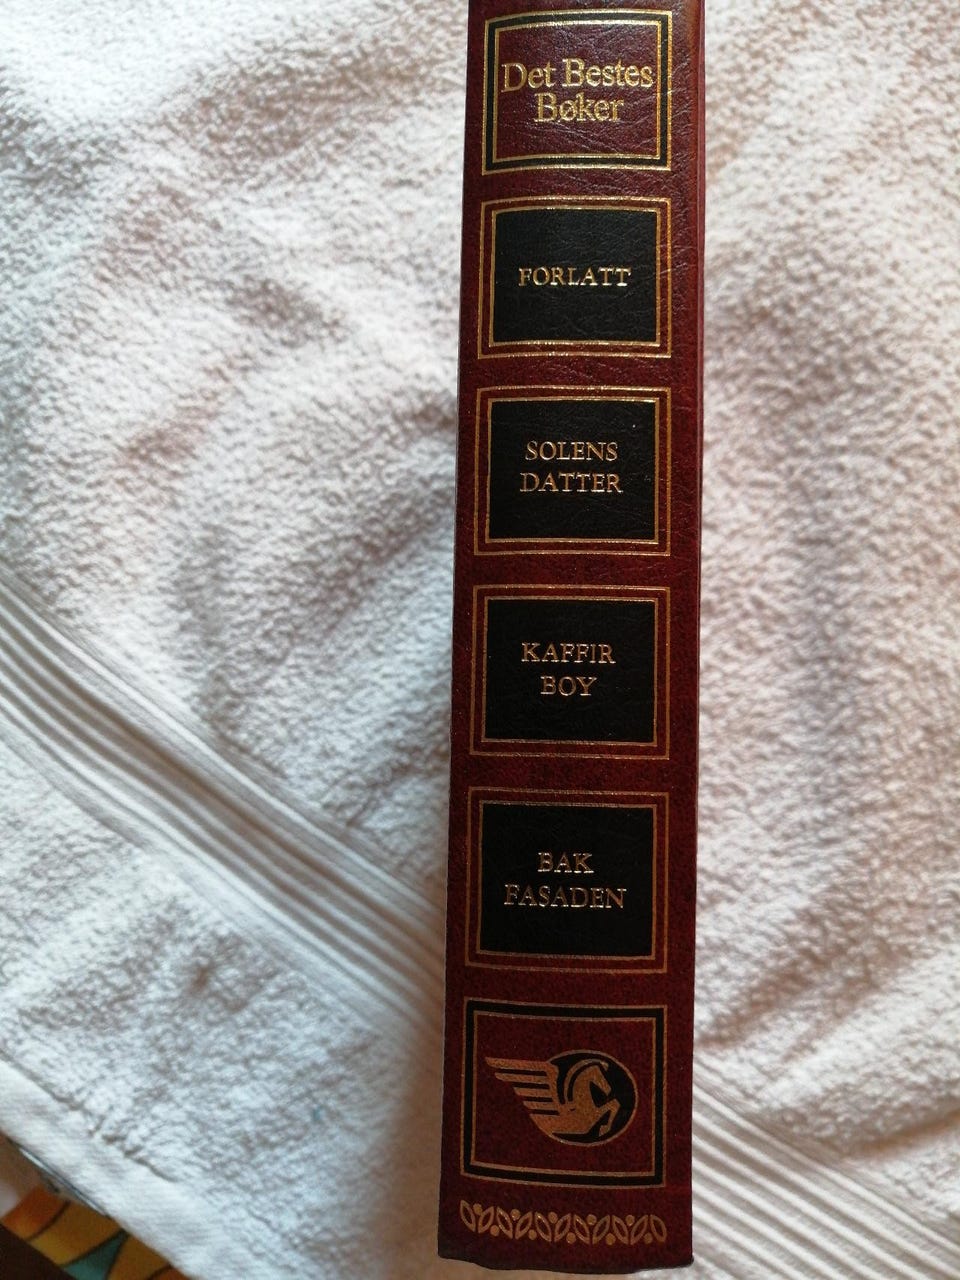 Det Bestes
Bøker
FORLATT
SOLENS
DATTER
KAFFIR
BOY
BAK
FASADEN